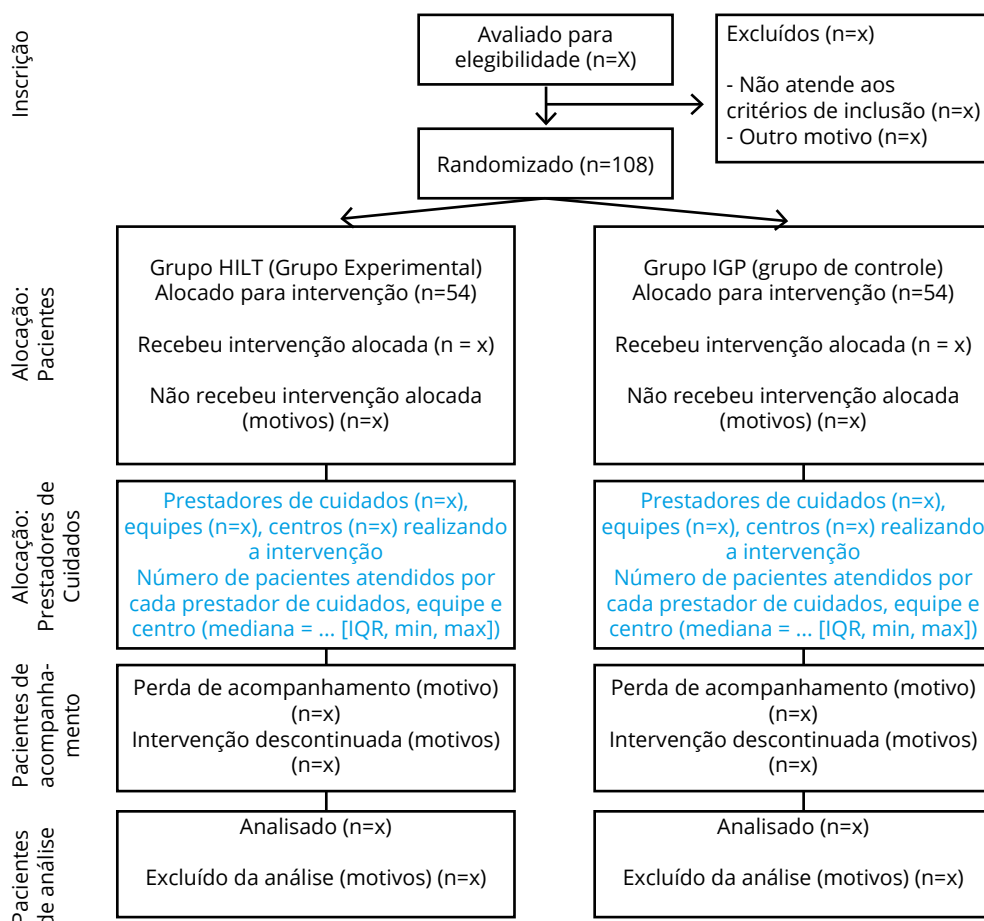 Inscrição
Avaliado para
elegibilidade (n=X)
Excluídos (n=x)
- Não atende aos
critérios de inclusão (n=x)
- Outro motivo (n=x)
Randomizado (n=108)
Alocação:
Pacientes
Grupo HILT (Grupo Experimental)
Alocado para intervenção (n=54)
Recebeu intervenção alocada (n = x)
Não recebeu intervenção alocada
(motivos) (n=x)
Grupo IGP (grupo de controle)
Alocado para intervenção (n=54)
Recebeu intervenção alocada (n = x)
Não recebeu intervenção alocada
(motivos) (n=x)
Alocação:
Prestadores de
Cuidados
Prestadores de cuidados (n=x),
equipes (n=x), centros (n=x) realizando
a intervenção
Número de pacientes atendidos por
cada prestador de cuidados, equipe e
centro (mediana = ... [IQR, min, max])
Prestadores de cuidados (n=x),
equipes (n=x), centros (n=x) realizando
a intervenção
Número de pacientes atendidos por
cada prestador de cuidados, equipe e
centro (mediana = ... [IQR, min, max])
Pacientes de
acompanha-
mento
Perda de acompanhamento (motivo)
(n=x)
Intervenção descontinuada (motivos)
(n=x)
Perda de acompanhamento (motivo)
(n=x)
Intervenção descontinuada (motivos)
(n=x)
Pacientes
de análise
Analisado (n=x)
Excluído da análise (motivos) (n=x)
Analisado (n=x)
Excluído da análise (motivos) (n=x)